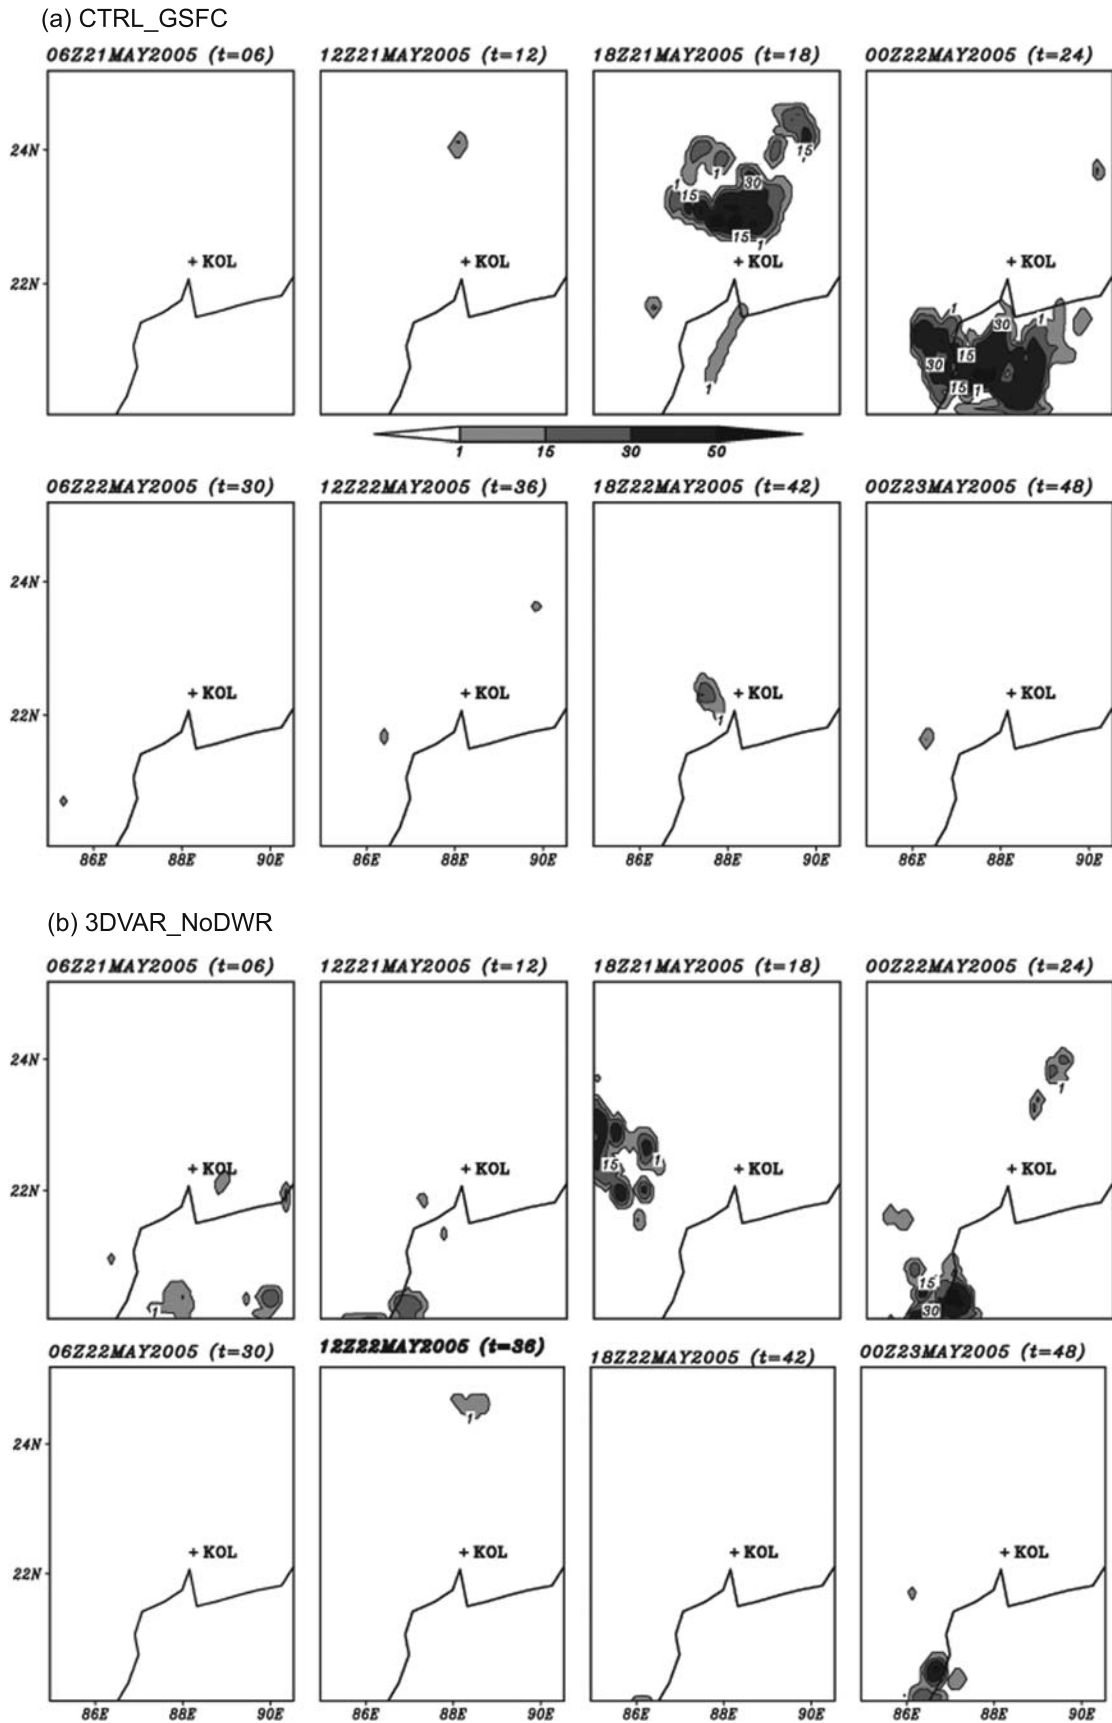 (a) CTRL_GSFC
06Z21MAY2005 (t=06) 12Z21MAY2005 (t=12) 18Z21MAY2005 (t=18) 00Z22MAY2005 (t=24)
24N
15
1
1
30
15
15
1
+ KOL + KOL + KOL + KOL
22N
1
30
1
15
30
15
1
1
1 15 30 50
06Z22MAY2005 (t=30) 12Z22MAY2005 (t=36) 18Z22MAY2005 (t=42) 00Z23MAY2005 (t=48)
24N
+ KOL + KOL + KOL + KOL
22N
1
86E 88E 90E 86E 88E 90E 86E 88E 90E 86E 88E 90E
(b) 3DVAR_NoDWR
06Z21MAY2005 (t=06) 12Z21MAY2005 (t=12) 18Z21MAY2005 (t=18) 00Z22MAY2005 (t=24)
24N
1
15
1
+ KOL + KOL + KOL + KOL
22N
15
1
30
06Z22MAY2005 (t=30) 12Z22MAY2005 (t=36) 18Z22MAY2005 (t=42) 00Z23MAY2005 (t=48)
1
24N
+ KOL + KOL + KOL + KOL
22N
86E 88E 90E 86E 88E 90E 86E 88E 90E 86E 88E 90E